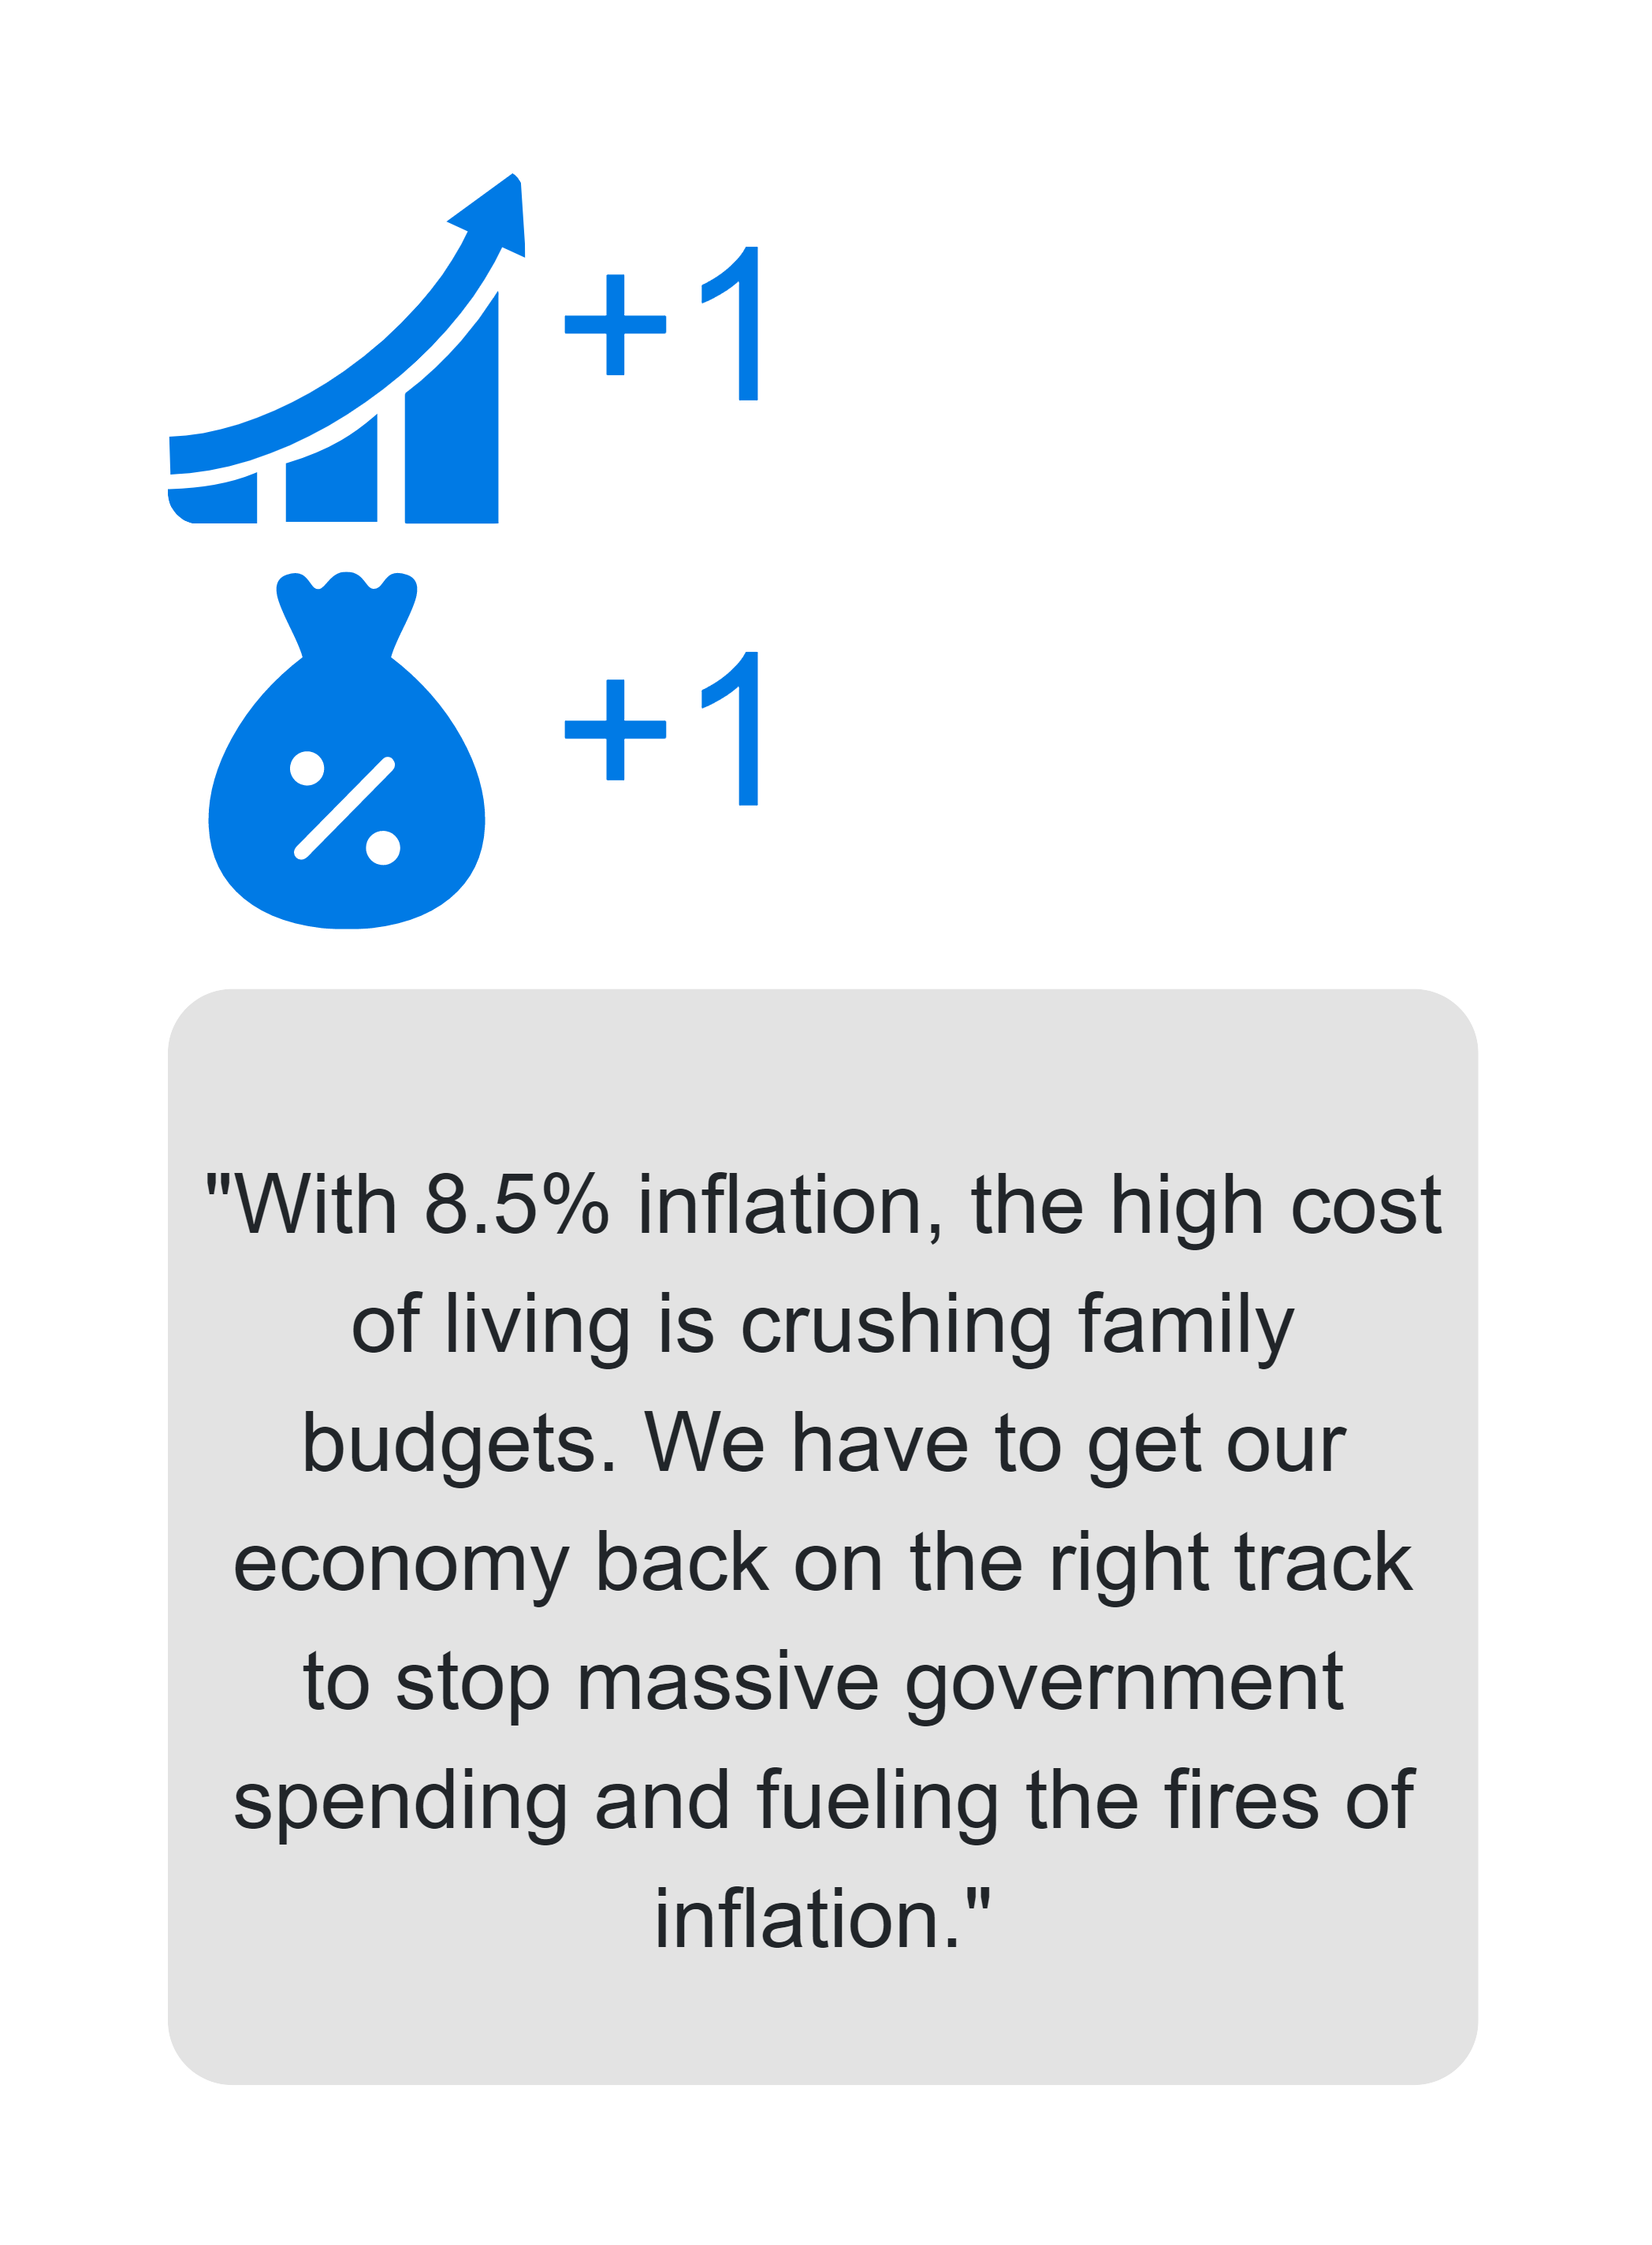 +1
+1
"With 8.5% inflation, the high cost
of living is crushing family
budgets. We have to get our
economy back on the right track
to stop massive government
spending and fueling the fires of
inflation."